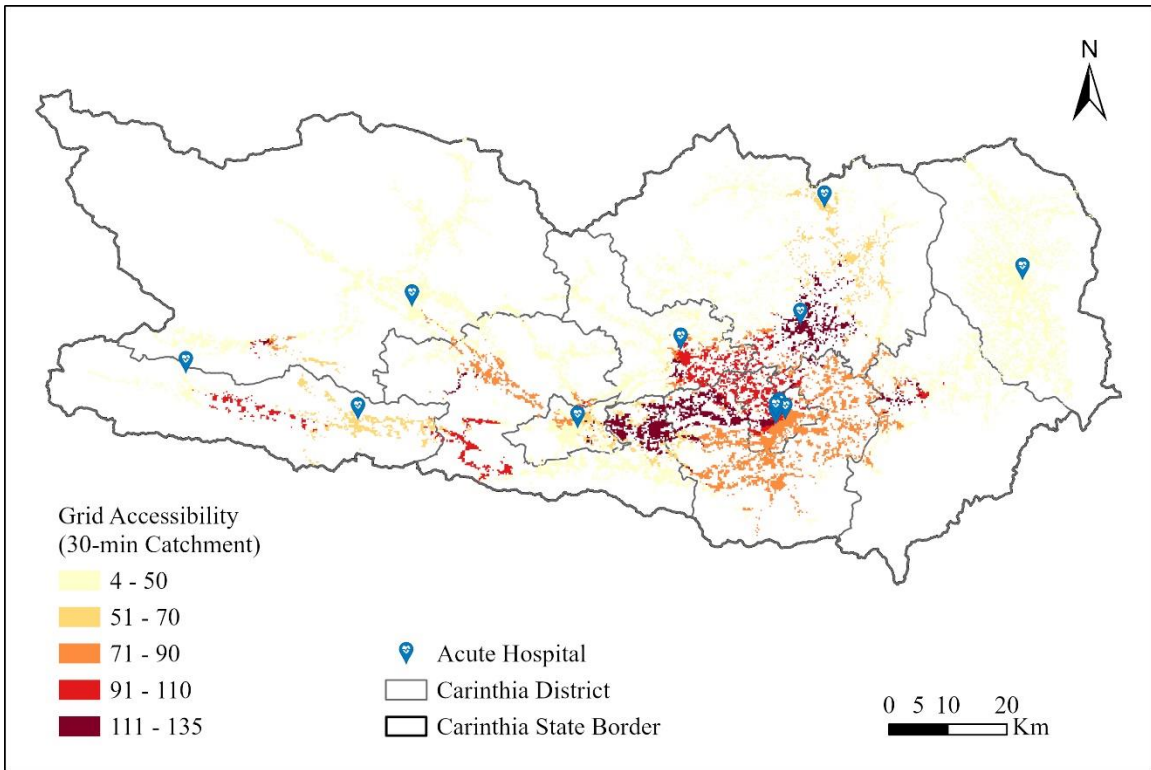 N
Grid Accessibility
(30-min Catchment)
4 - 50
51 - 70
71 - 90
91 - 110
111 - 135
Acute Hospital
Carinthia District
Carinthia State Border
0 5 10 20
Km